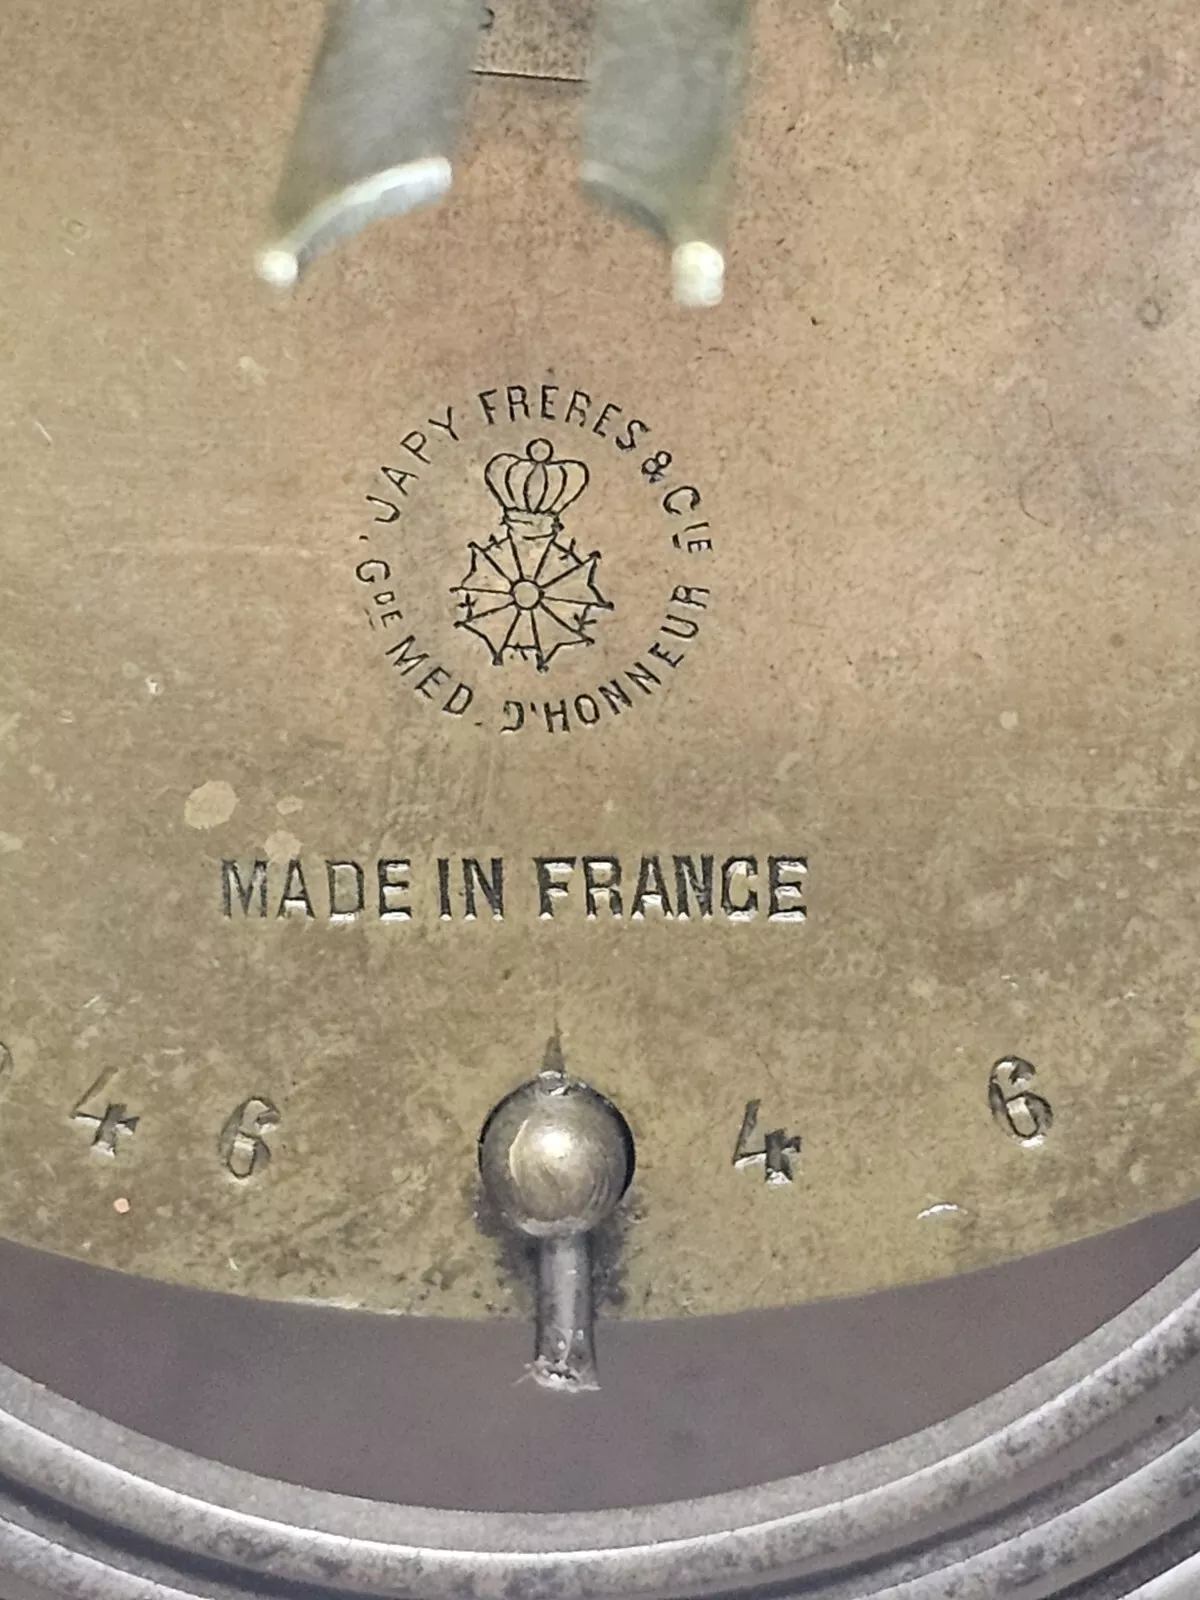 JAPY FRERES & CIE
GDE MED. D'HONNEUR
MADE IN FRANCE
4 6 4 6